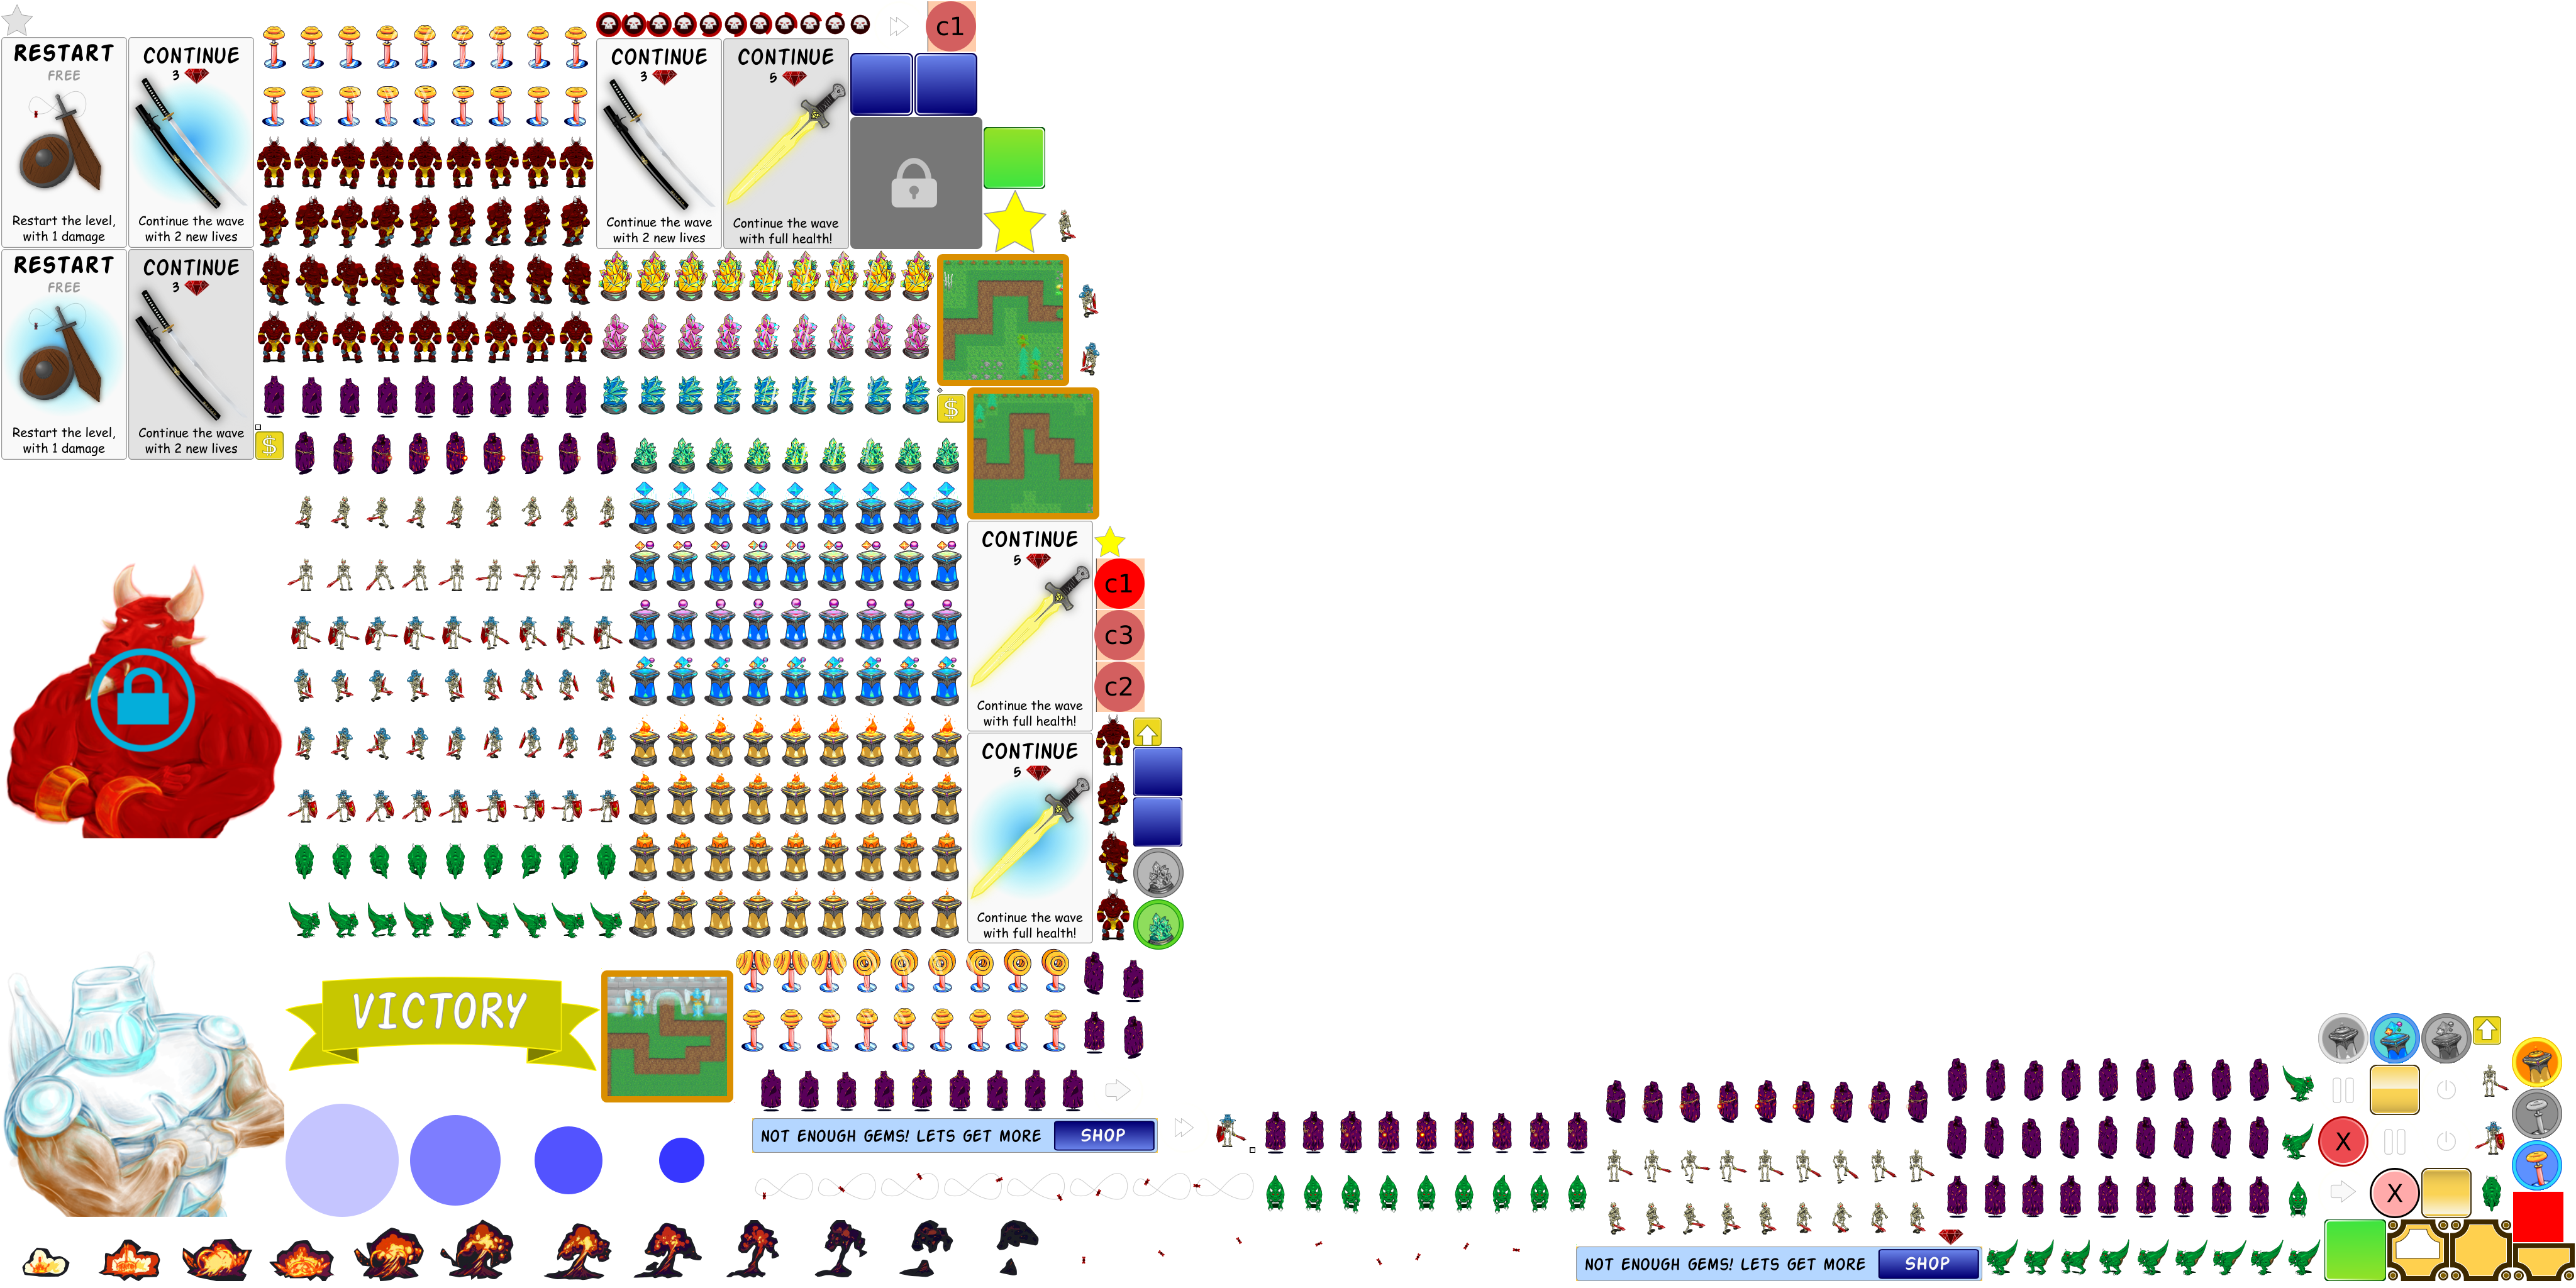 RESTART
FREE
Restart the level,
with 1 damage
CONTINUE
3
Continue the wave
with 2 new lives
CONTINUE
3
Continue the wave
with 2 new lives
CONTINUE
5
Continue the wave
with full health!
c1
RESTART
FREE
Restart the level,
with 1 damage
CONTINUE
3
Continue the wave
with 2 new lives
$
$
CONTINUE
5
Continue the wave
with full health!
c1
c3
c2
CONTINUE
5
Continue the wave
with full health!
VICTORY
NOT ENOUGH GEMS! LETS GET MORE
SHOP
X
X
NOT ENOUGH GEMS! LETS GET MORE
SHOP